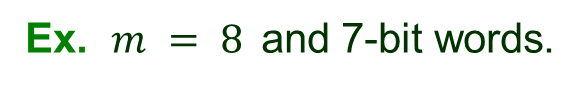 Ex. m = 8 and 7-bit words.